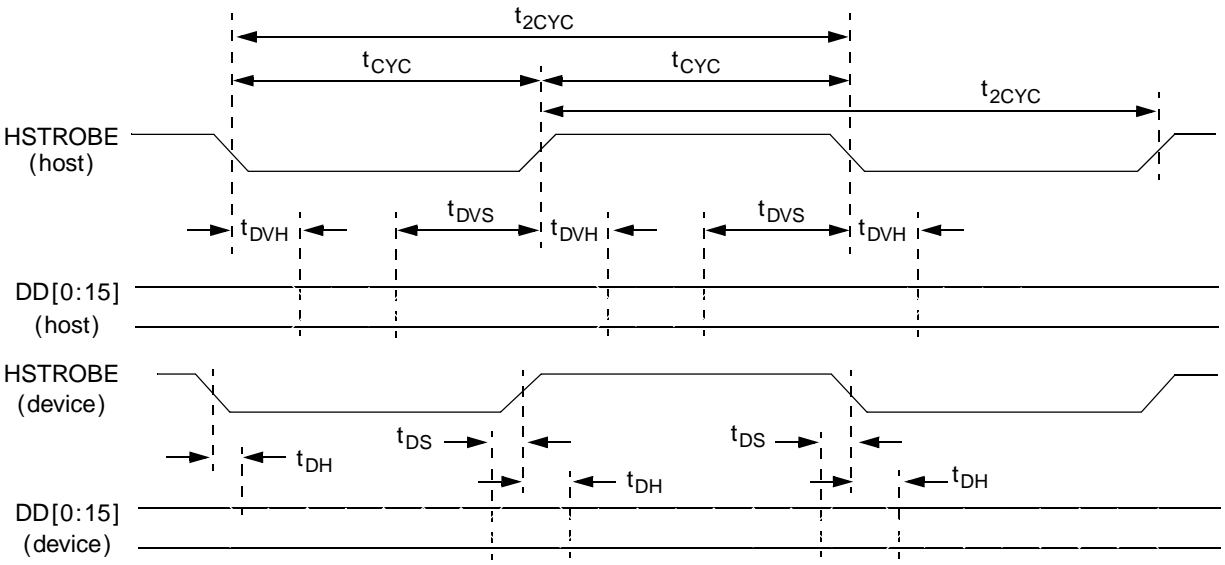 t2CYC
tCYC tCYC
t2CYC
HSTROBE
(host)
tDVH tDVS tDVH tDVS tDVH
DD[0:15]
(host)
HSTROBE
(device)
tDS tDS
tDH
tDH tDH
DD[0:15]
(device)